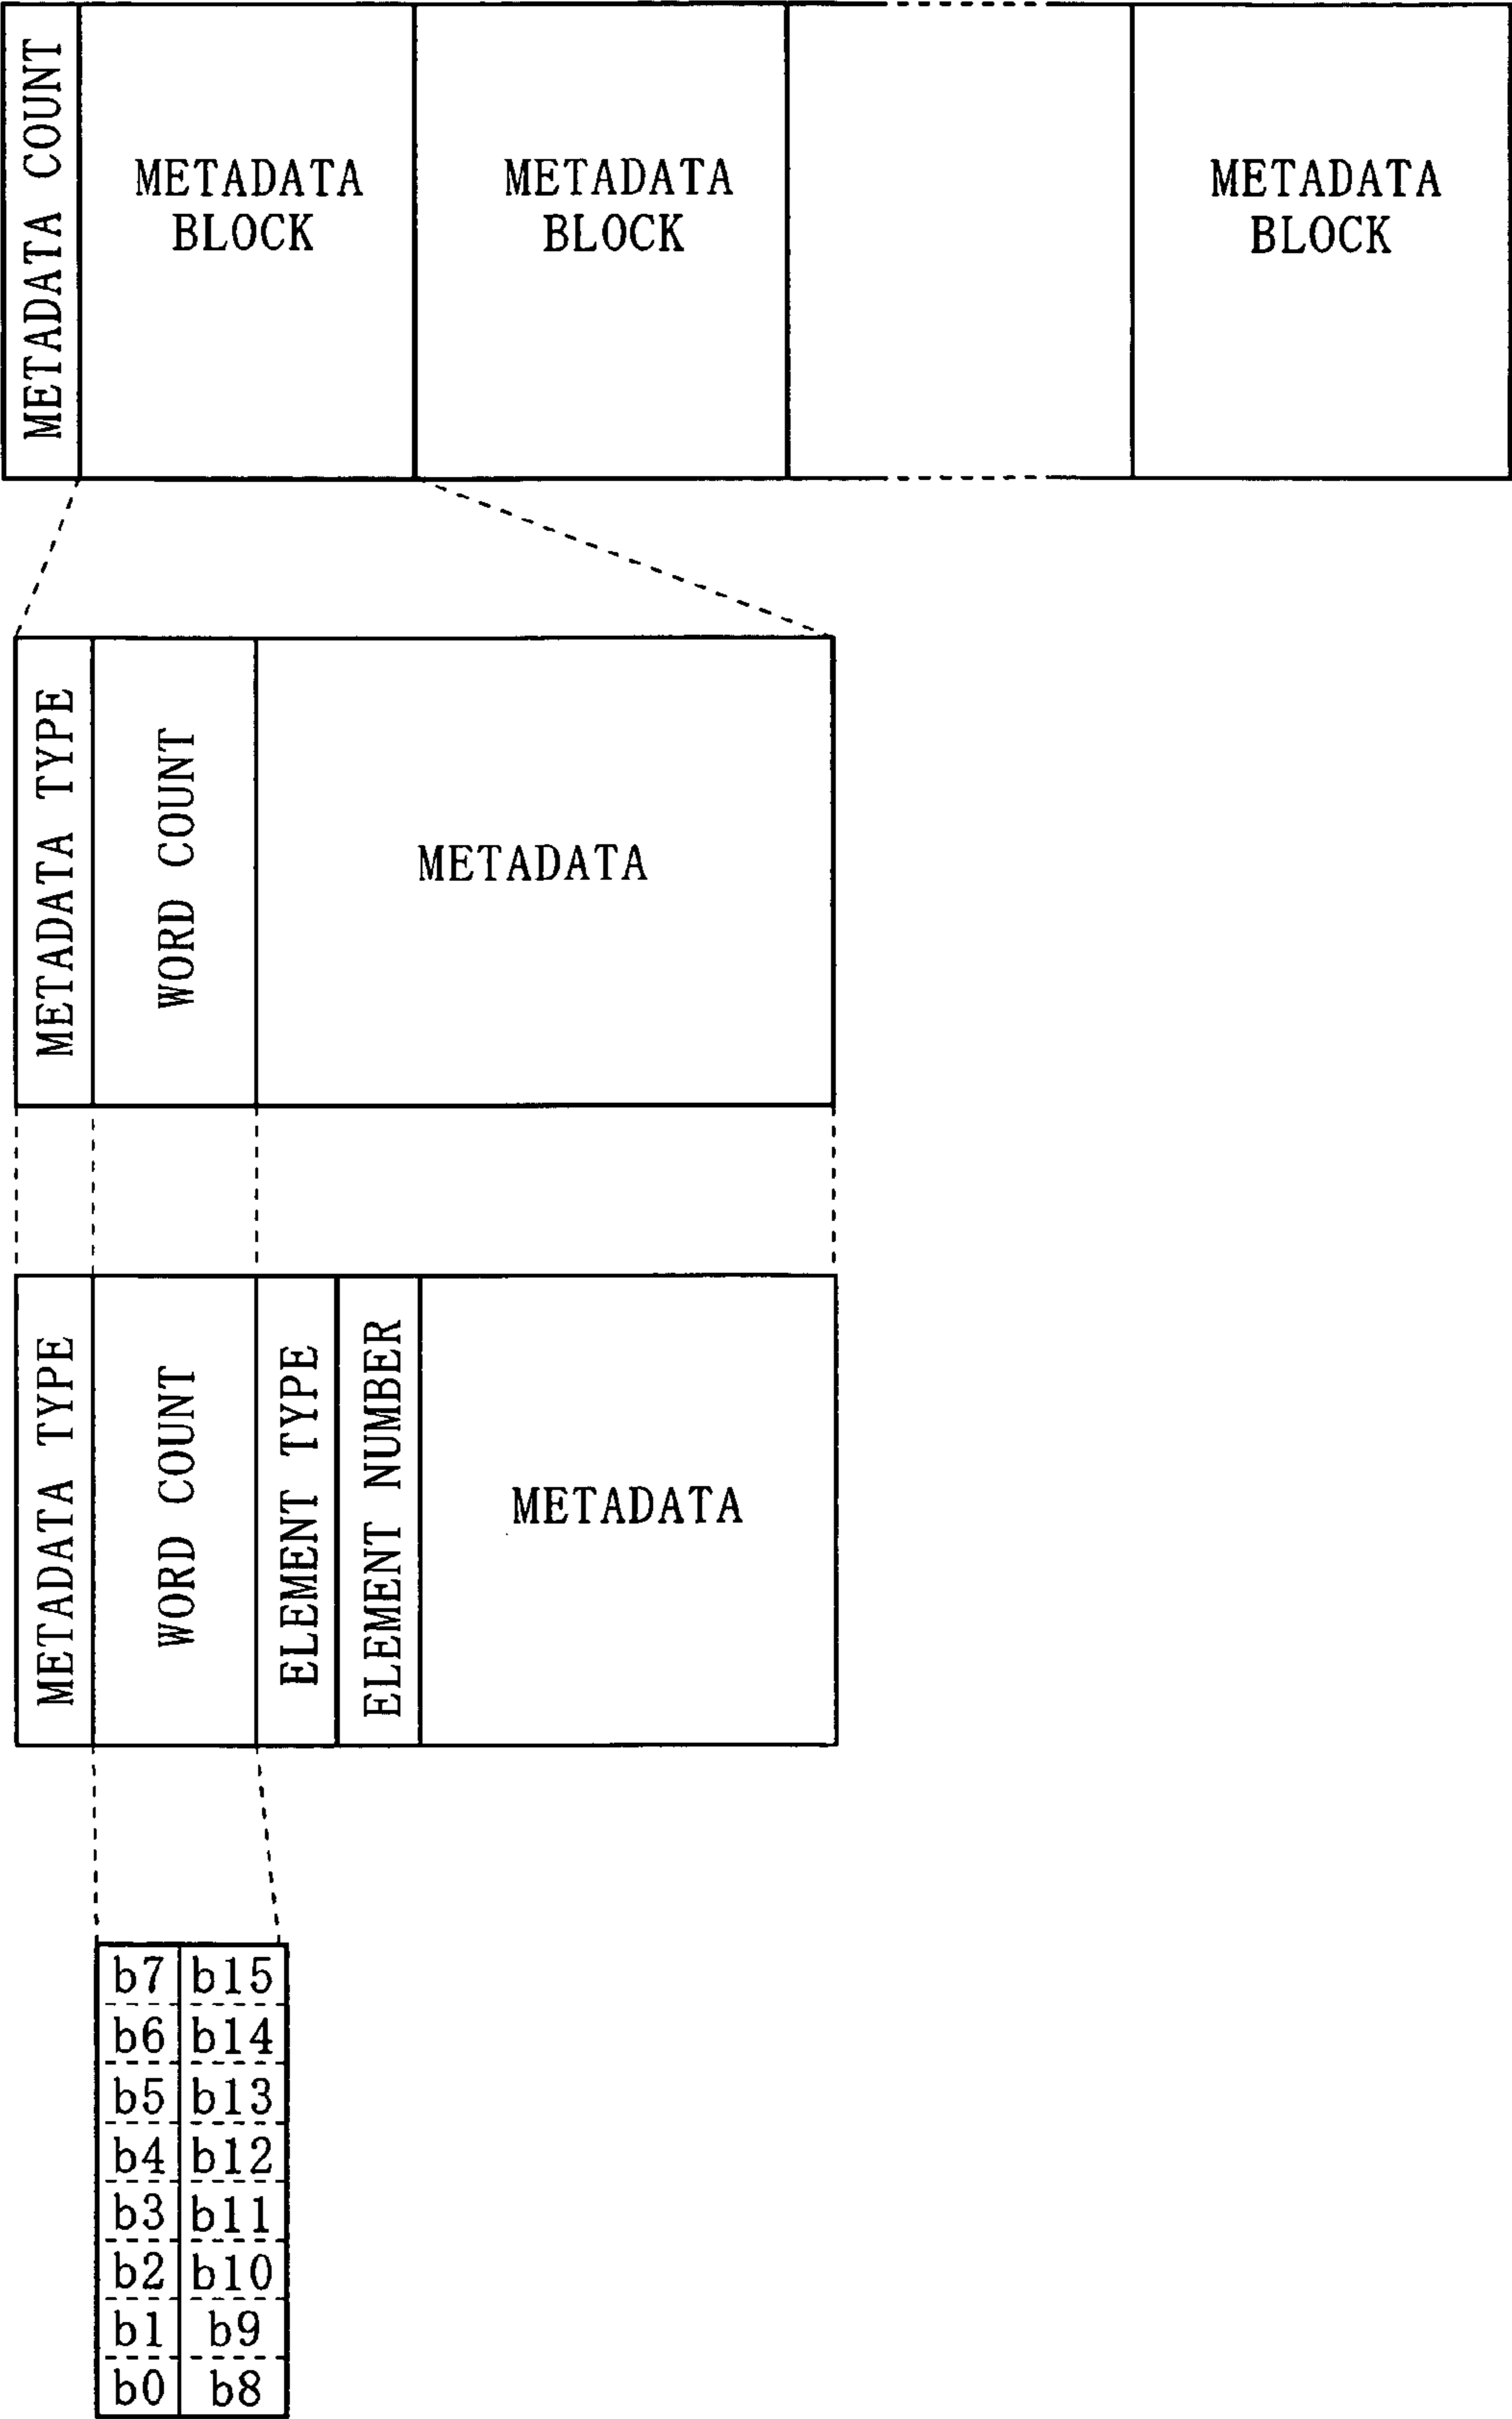 METADATA COUNT
METADATA
BLOCK
METADATA
BLOCK
METADATA
BLOCK
METADATA TYPE
WORD COUNT
METADATA
METADATA TYPE
WORD COUNT
ELEMENT TYPE
ELEMENT NUMBER
METADATA
b7 b15
b6 b14
b5 b13
b4 b12
b3 b11
b2 b10
b1 b9
b0 b8